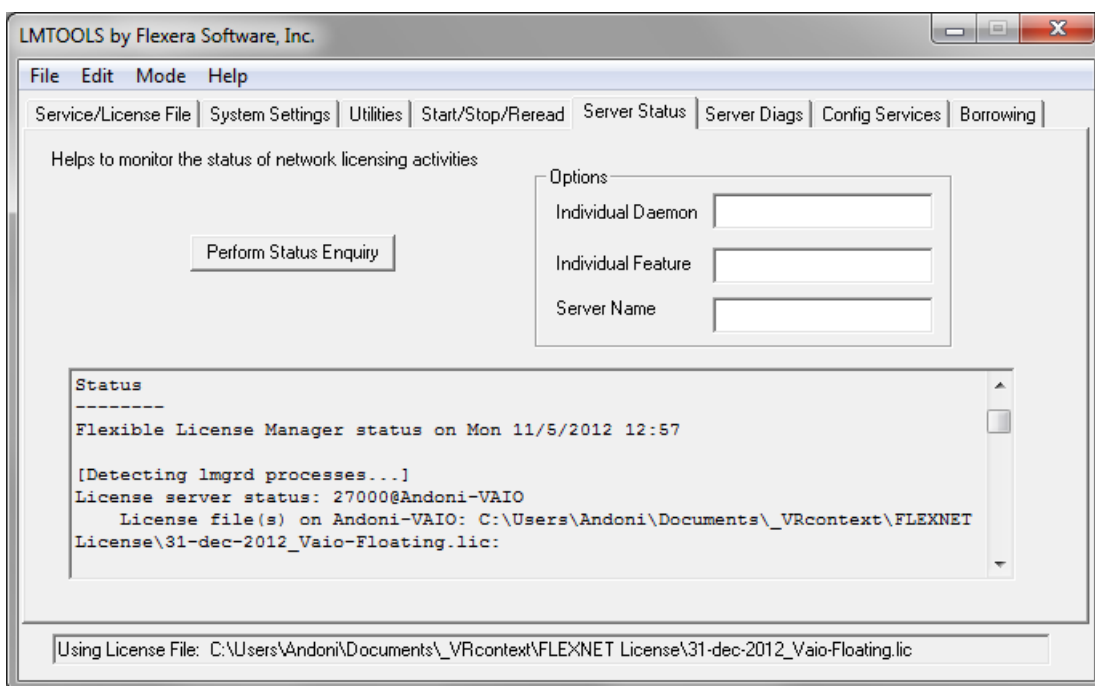 LMTOOLS by Flexera Software, Inc.
File Edit Mode Help
Service/License File System Settings Utilities Start/Stop/Reread Server Status Server Diags Config Services Borrowing
Helps to monitor the status of network licensing activities
Options
Individual Daemon
Perform Status Enquiry
Individual Feature
Server Name
Status
--------
Flexible License Manager status on Mon 11/5/2012 12:57
[Detecting lmgrd processes...]
License server status: 27000@Andoni-VAIO
License file(s) on Andoni-VAIO: C:\Users\Andoni\Documents\_VRcontext\FLEXNET
License\31-dec-2012_Vaio-Floating.lic:
Using License File: C:\Users\Andoni\Documents\_VRcontext\FLEXNET License\31-dec-2012_Vaio-Floating.lic